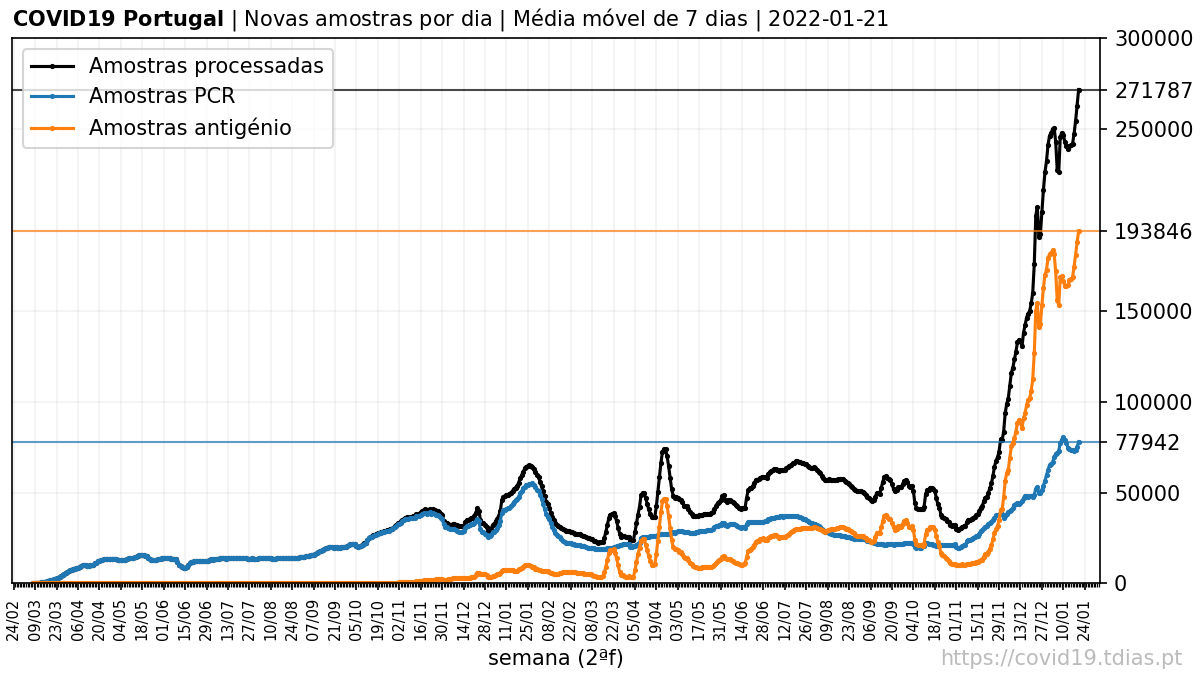 COVID19 Portugal | Novas amostras por dia | Média móvel de 7 dias | 2022-01-21
Amostras processadas
Amostras PCR
Amostras antigénio
300000
271787
250000
193846
150000
100000
77942
50000
0
24/02 09/03 23/03 06/04 20/04 04/05 18/05 01/06 15/06 29/06 13/07 27/07 10/08 24/08 07/09 21/09 05/10 19/10 02/11 16/11 30/11 14/12 28/12 11/01 25/01 08/02 22/02 08/03 22/03 05/04 19/04 03/05 17/05 31/05 14/06 28/06 12/07 26/07 09/08 23/08 06/09 20/09 04/10 18/10 01/11 15/11 29/11 13/12 27/12 10/01 24/01
semana (2ªf)
https://covid19.tdias.pt